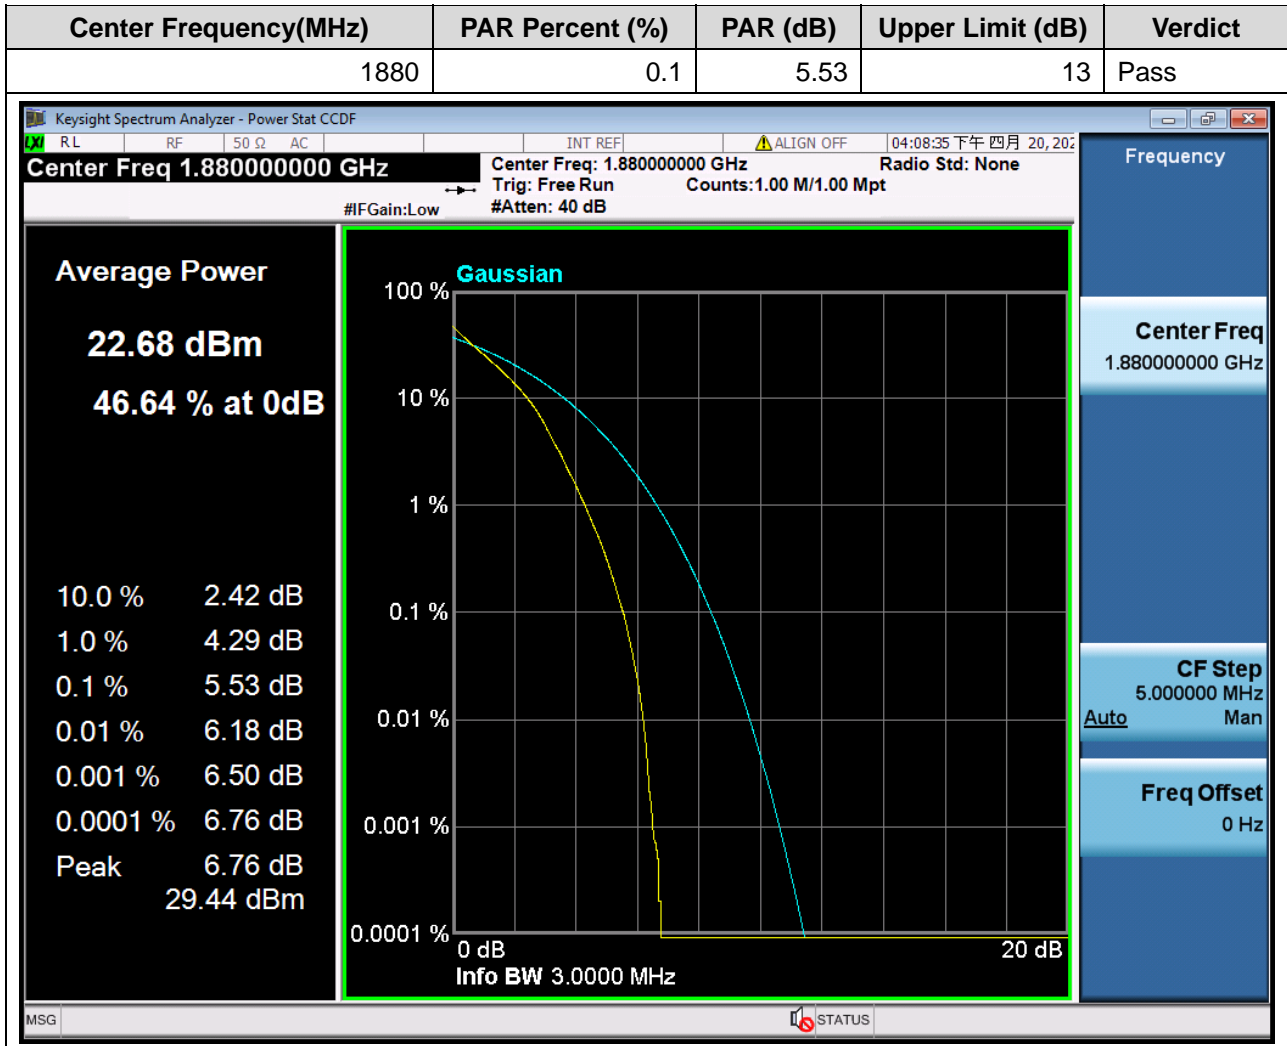 Center Frequency(MHz) PAR Percent (%) PAR (dB) Upper Limit (dB) Verdict
1880 0.1 5.53 13 Pass
Keysight Spectrum Analyzer - Power Stat CCDF
LXI RL RF 50 Ω AC INT REF ALIGN OFF 04:08:35 下午 四月 20, 202
Center Freq 1.880000000 GHz
Center Freq: 1.880000000 GHz Radio Std: None
Trig: Free Run Counts:1.00 M/1.00 Mpt
#IFGain:Low #Atten: 40 dB
Average Power
22.68 dBm
46.64 % at 0dB
10.0 % 2.42 dB
1.0 % 4.29 dB
0.1 % 5.53 dB
0.01 % 6.18 dB
0.001 % 6.50 dB
0.0001 % 6.76 dB
Peak 6.76 dB
29.44 dBm
Gaussian
100 %
10 %
1 %
0.1 %
0.01 %
0.001 %
0.0001 %
0 dB 20 dB
Info BW 3.0000 MHz
Frequency
Center Freq
1.880000000 GHz
CF Step
5.000000 MHz
Auto Man
Freq Offset
0 Hz
MSG STATUS